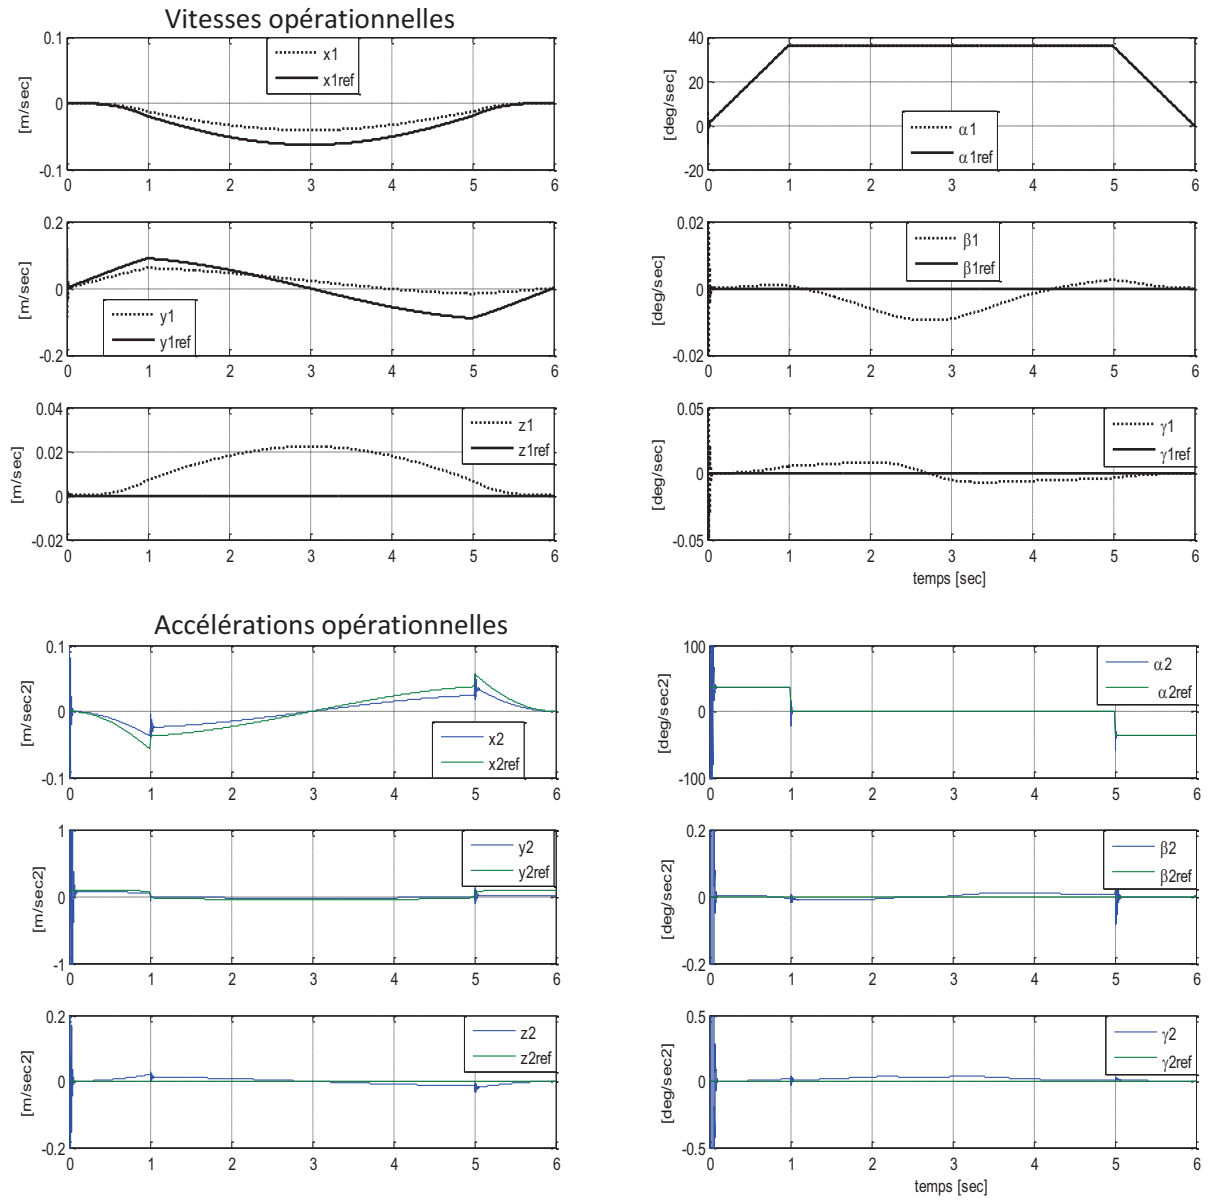 Vitesses opérationnelles
0.1
0
-0.1
[m/sec]
x1
x1ref
0 1 2 3 4 5 6
40
20
0
-20
[deg/sec]
α1
α1ref
0 1 2 3 4 5 6
0.2
0
-0.2
[m/sec]
y1
y1ref
0 1 2 3 4 5 6
0.02
0
-0.02
[deg/sec]
β1
β1ref
0 1 2 3 4 5 6
0.04
0.02
0
-0.02
[m/sec]
z1
z1ref
0 1 2 3 4 5 6
0.05
0
-0.05
[deg/sec]
γ1
γ1ref
0 1 2 3 4 5 6
temps [sec]
Accélérations opérationnelles
0.1
0
-0.1
[m/sec2]
x2
x2ref
0 1 2 3 4 5 6
100
0
-100
[deg/sec2]
α2
α2ref
0 1 2 3 4 5 6
1
0
-1
[m/sec2]
y2
y2ref
0 1 2 3 4 5 6
0.2
0
-0.2
[deg/sec2]
β2
β2ref
0 1 2 3 4 5 6
0.2
0
-0.2
[m/sec2]
z2
z2ref
0 1 2 3 4 5 6
0.5
0
-0.5
[deg/sec2]
γ2
γ2ref
0 1 2 3 4 5 6
temps [sec]